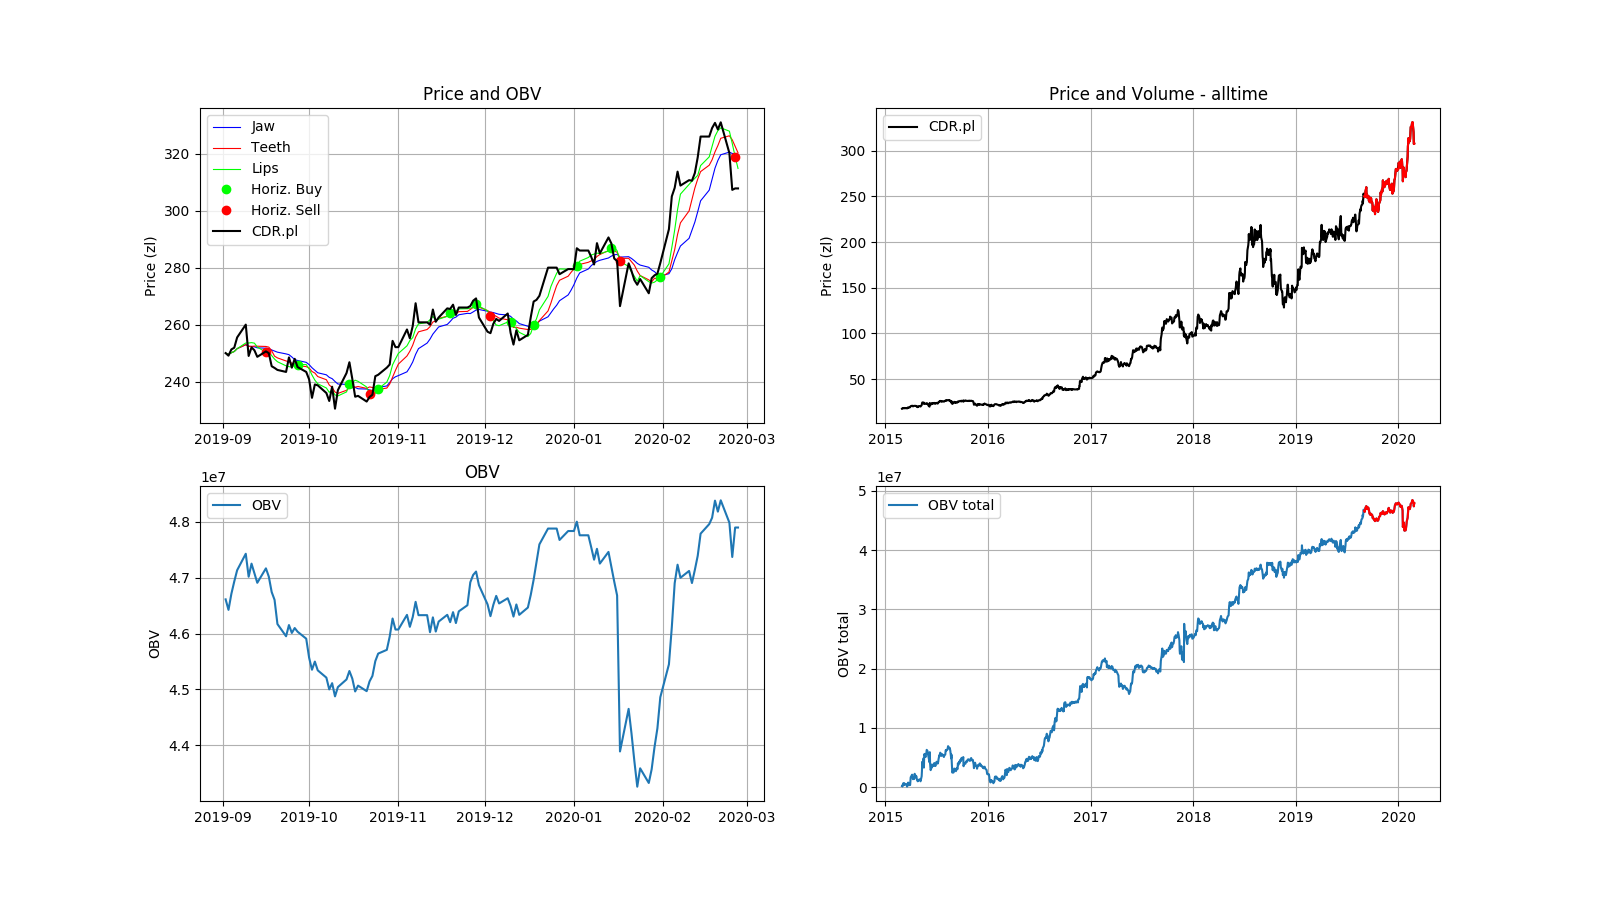 Price and OBV
Jaw
Teeth
Lips
Horiz. Buy
Horiz. Sell
CDR.pl
Price (zl)
320
300
280
260
240
2019-09 2019-10 2019-11 2019-12 2020-01 2020-02 2020-03
Price and Volume - alltime
CDR.pl
Price (zl)
300
250
200
150
100
50
2015 2016 2017 2018 2019 2020
OBV
1e7
OBV
OBV
4.8
4.7
4.6
4.5
4.4
2019-09 2019-10 2019-11 2019-12 2020-01 2020-02 2020-03
1e7
OBV total
OBV total
5
4
3
2
1
0
2015 2016 2017 2018 2019 2020